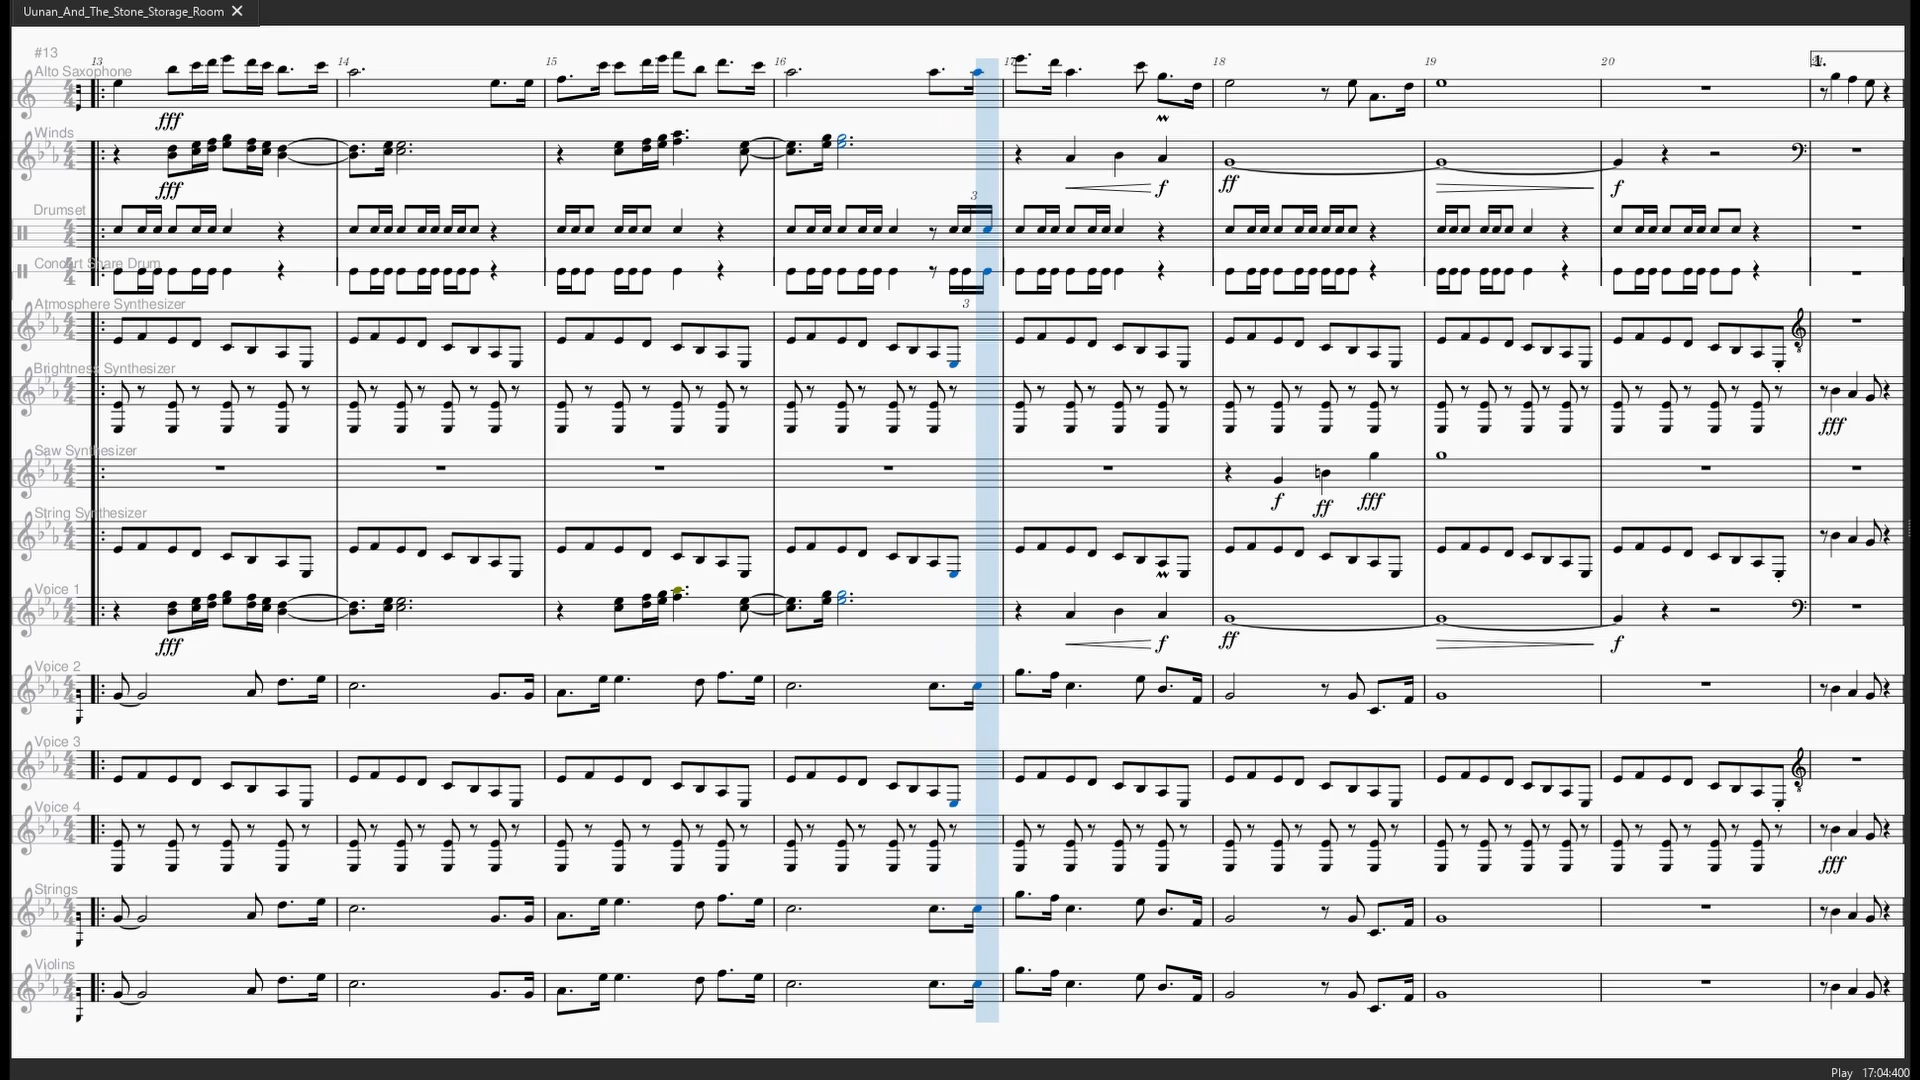 Uunan_And_The_Stone_Storage_Room ✕
#13
13 14 15 16 17 18 19 20 1.
Alto Saxophone
fff
Winds
fff f ff f
Drumset
3
Concert Snare Drum
3
Atmosphere Synthesizer
Brightness Synthesizer
fff
Saw Synthesizer
f ff fff
String Synthesizer
Voice 1
fff f ff f
Voice 2
Voice 3
Voice 4
fff
Strings
Violins
Play 17:04:400